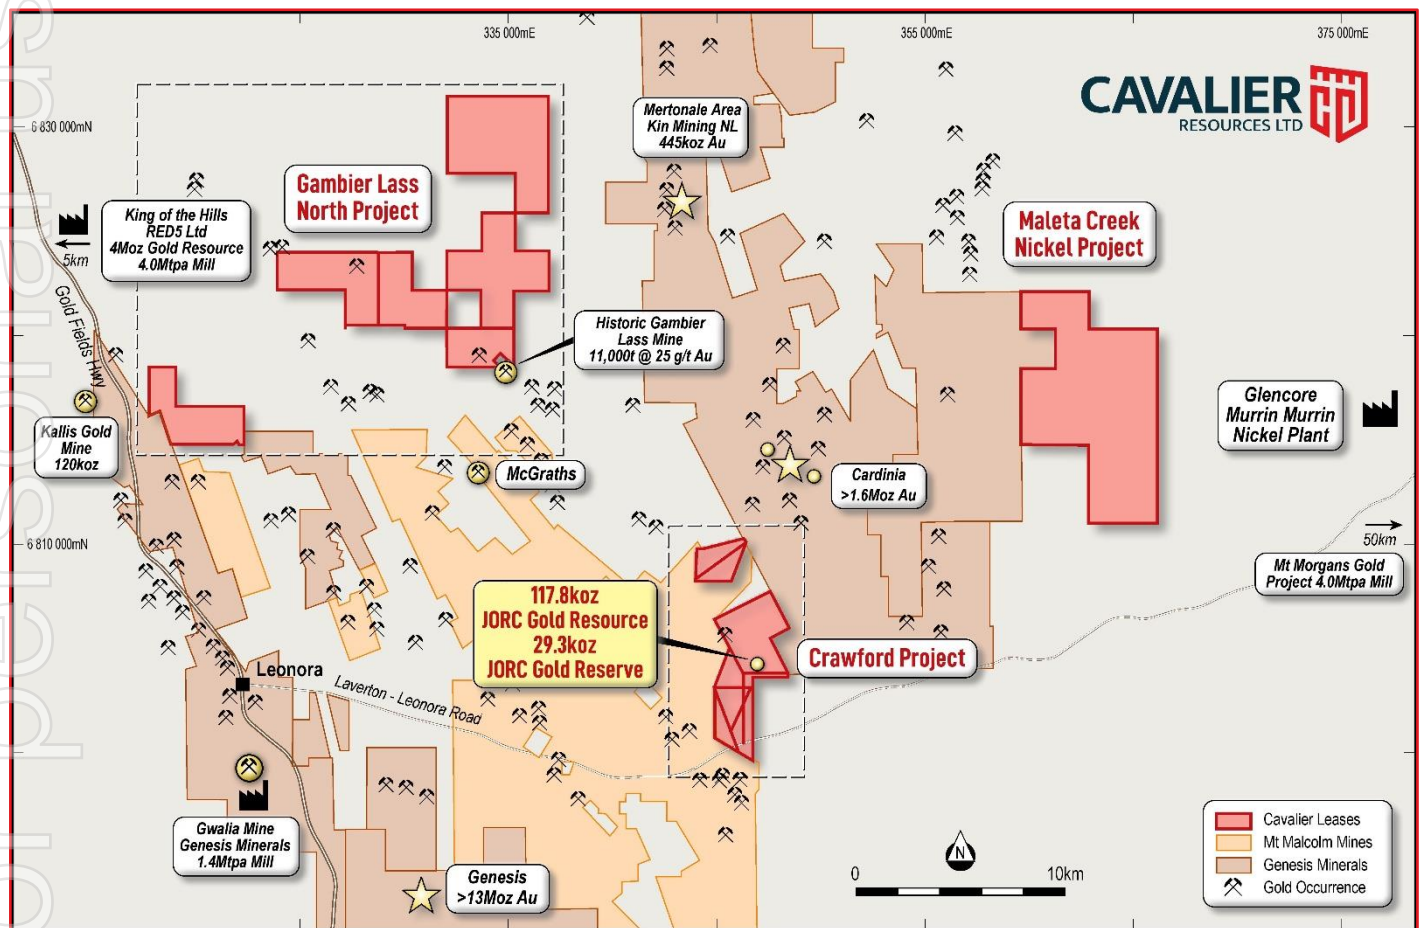 335 000mE
355 000mE
375 000mE
CAVALIER
RESOURCES LTD
6 830 000mN
Mertonale Area
Kin Mining NL
445koz Au
Gambier Lass
North Project
King of the Hills
RED5 Ltd
4Moz Gold Resource
4.0Mtpa Mill
5km
Maleta Creek
Nickel Project
Gold Fields Hwy
Historic Gambier
Lass Mine
11,000t @ 25 g/t Au
Glencore
Murrin Murrin
Nickel Plant
Kallis Gold
Mine
120koz
McGraths
Cardinia
>1.6Moz Au
6 810 000mN
50km
Mt Morgans Gold
Project 4.0Mtpa Mill
117.8koz
JORC Gold Resource
29.3koz
JORC Gold Reserve
Crawford Project
Leonora
Laverton - Leonora Road
Gwalia Mine
Genesis Minerals
1.4Mtpa Mill
Genesis
>13Moz Au
N
0
10km
Cavalier Leases
Mt Malcolm Mines
Genesis Minerals
Gold Occurrence
or personal us